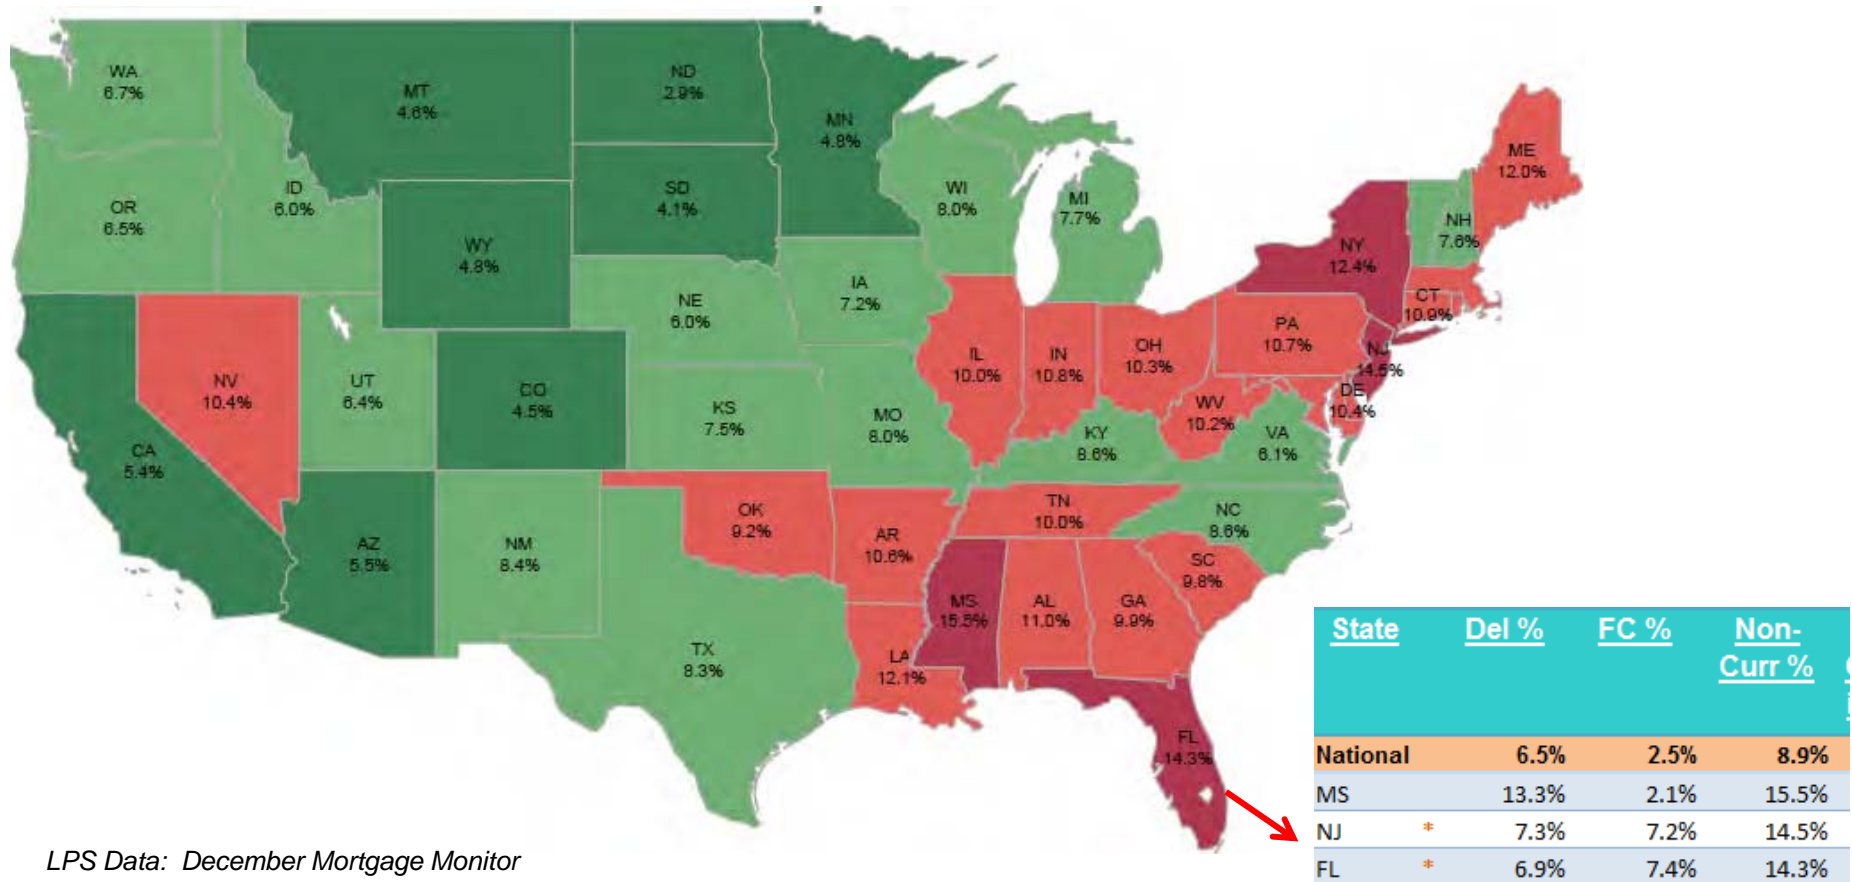 WA
6.7%
MT
4.6%
ND
2.9%
MN
4.8%
ME
12.0%
OR
6.5%
ID
6.0%
SD
4.1%
WI
8.0%
MI
7.7%
NH
7.6%
WY
4.8%
NY
12.4%
NE
6.0%
IA
7.2%
CT
10.9%
NV
10.4%
UT
6.4%
CO
4.5%
KS
7.5%
MO
8.0%
IL
10.0%
IN
10.8%
OH
10.3%
PA
10.7%
NJ
14.5%
DE
10.4%
WV
10.2%
KY
8.6%
VA
6.1%
CA
5.4%
AZ
5.5%
NM
8.4%
OK
9.2%
AR
10.6%
TN
10.0%
NC
8.6%
SC
9.8%
MS
15.5%
AL
11.0%
GA
9.9%
TX
8.3%
LA
12.1%
FL
14.3%
State Del % FC % Non-
Curr %
National 6.5% 2.5% 8.9%
MS 13.3% 2.1% 15.5%
NJ * 7.3% 7.2% 14.5%
FL * 6.9% 7.4% 14.3%
LPS Data: December Mortgage Monitor